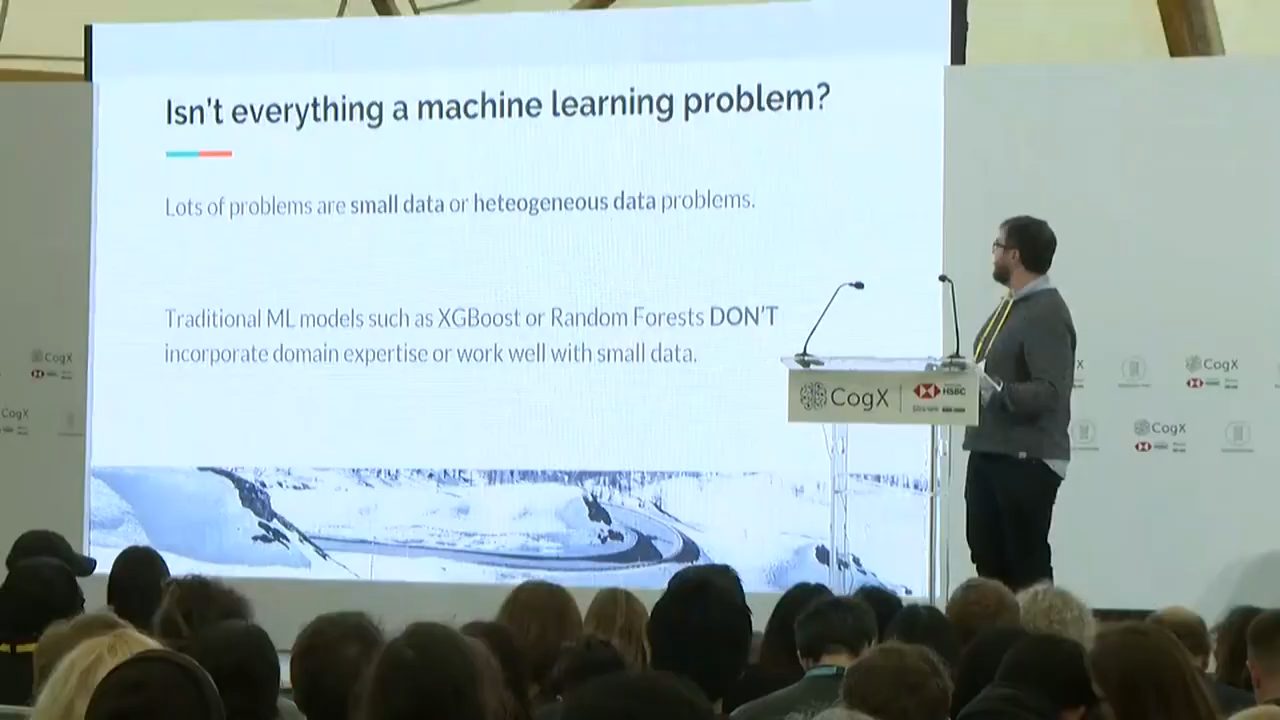 Isn't everything a machine learning problem?
Lots of problems are small data or heteogeneous data problems.
Traditional ML models such as XGBoost or Random Forests DON'T
incorporate domain expertise or work well with small data.
CogX
HSBC
CogX
CogX
CogX
CogX